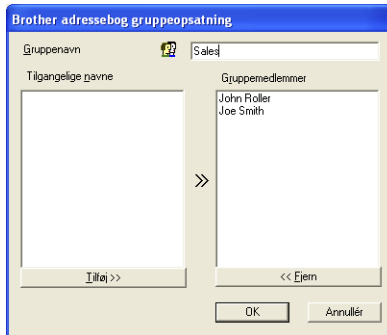 Brother adressebog gruppeopsatning
Gruppenavn
Sales
Tilgangelige navne
Gruppemedlemmer
John Roller
Joe Smith
Tilføj >>
<< Fjern
OK
Annullér